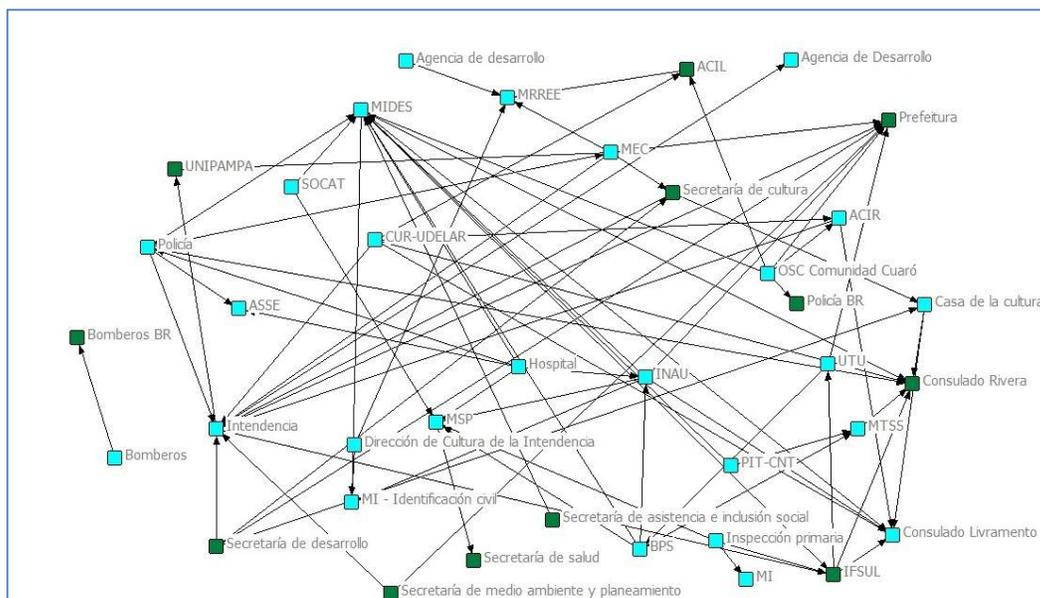 Agencia de desarrollo
Agencia de Desarrollo
ACIL
MRREE
MIDES
Prefeitura
MEC
UNIPAMPA
SOCAT
Secretaría de cultura
ACIR
CUR-UDELAR
Policía
OSC Comunidad Cuaró
Policía BR
Casa de la cultura
ASSE
Bomberos BR
Hospital
UTU
INAU
Consulado Rivera
MSP
Intendencia
MTSS
Dirección de Cultura de la Intendencia
Bomberos
PIT-CNT
MI - Identificación civil
Secretaría de asistencia e inclusión social
Consulado Livramento
Inspección primaria
Secretaría de desarrollo
BPS
Secretaría de salud
IFSUL
MI
Secretaría de medio ambiente y planeamiento